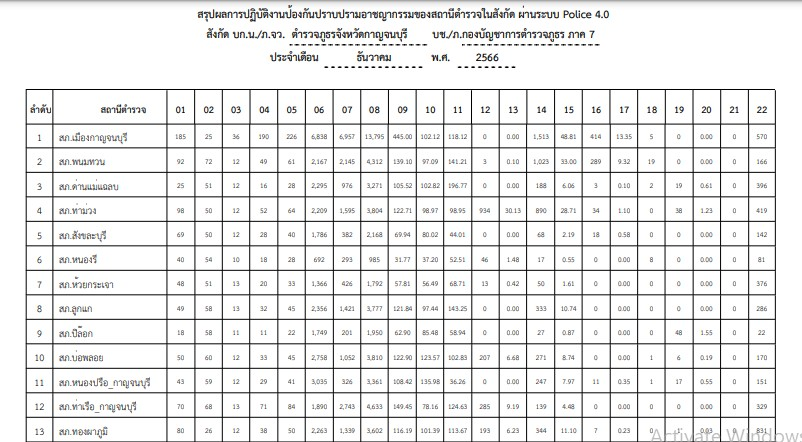 สรุปผลการปฏิบัติงานป้องกันปราบปรามอาชญากรรมของสถานีตำรวจในสังกัด ผ่านระบบ Police 4.0
สังกัด บก.น./ภ.จว. ตำรวจภูธรจังหวัดกาญจนบุรี บช./ภ.กองบัญชาการตำรวจภูธร ภาค 7
ประจำเดือน ธันวาคม พ.ศ. 2566
ลำดับ สถานีตำรวจ 01 02 03 04 05 06 07 08 09 10 11 12 13 14 15 16 17 18 19 20 21 22
1 สภ.เมืองกาญจนบุรี 185 25 36 190 226 6,838 6,957 13,795 445.00 102.12 118.12 0 0.00 1,513 48.81 414 13.35 5 0 0.00 0 570
2 สภ.พนมทวน 92 72 12 49 61 2,167 2,145 4,312 139.10 97.09 141.21 3 0.10 1,023 33.00 289 9.32 19 0 0.00 0 166
3 สภ.ด่านแม่แฉลบ 25 51 12 16 28 2,295 976 3,271 105.52 102.82 196.77 0 0.00 188 6.06 3 0.10 2 19 0.61 0 396
4 สภ.ท่าม่วง 98 50 12 52 64 2,209 1,595 3,804 122.71 98.97 98.95 934 30.13 890 28.71 34 1.10 0 38 1.23 0 419
5 สภ.สังขละบุรี 69 50 12 28 40 1,786 382 2,168 69.94 80.02 44.01 0 0.00 68 2.19 18 0.58 0 0 0.00 0 142
6 สภ.หนองรี 40 54 10 18 28 692 293 985 31.77 37.20 52.51 46 1.48 17 0.55 0 0.00 8 0 0.00 0 81
7 สภ.ห้วยกระเจา 48 51 13 20 33 1,366 426 1,792 57.81 56.49 68.71 13 0.42 50 1.61 0 0.00 0 0 0.00 0 376
8 สภ.ลูกแก 49 58 13 32 45 2,356 1,421 3,777 121.84 97.44 143.25 0 0.00 333 10.74 0 0.00 0 0 0.00 0 286
9 สภ.ปิล๊อก 18 58 11 11 22 1,749 201 1,950 62.90 85.48 58.94 0 0.00 27 0.87 0 0.00 0 48 1.55 0 22
10 สภ.บ่อพลอย 50 60 12 33 45 2,758 1,052 3,810 122.90 123.57 102.83 207 6.68 271 8.74 0 0.00 1 6 0.19 0 170
11 สภ.หนองปรือ_กาญจนบุรี 43 59 12 29 41 3,035 326 3,361 108.42 135.98 36.26 0 0.00 247 7.97 11 0.35 1 17 0.55 0 151
12 สภ.ท่าเรือ_กาญจนบุรี 70 68 13 71 84 1,890 2,743 4,633 149.45 78.16 124.63 285 9.19 139 4.48 0 0.00 0 0 0.00 0 329
13 สภ.ทองผาภูมิ 80 26 12 38 50 2,263 1,339 3,602 116.19 101.39 113.67 193 6.23 344 11.10 7 0.23 0 1 0.03 0 831
Activate Windows